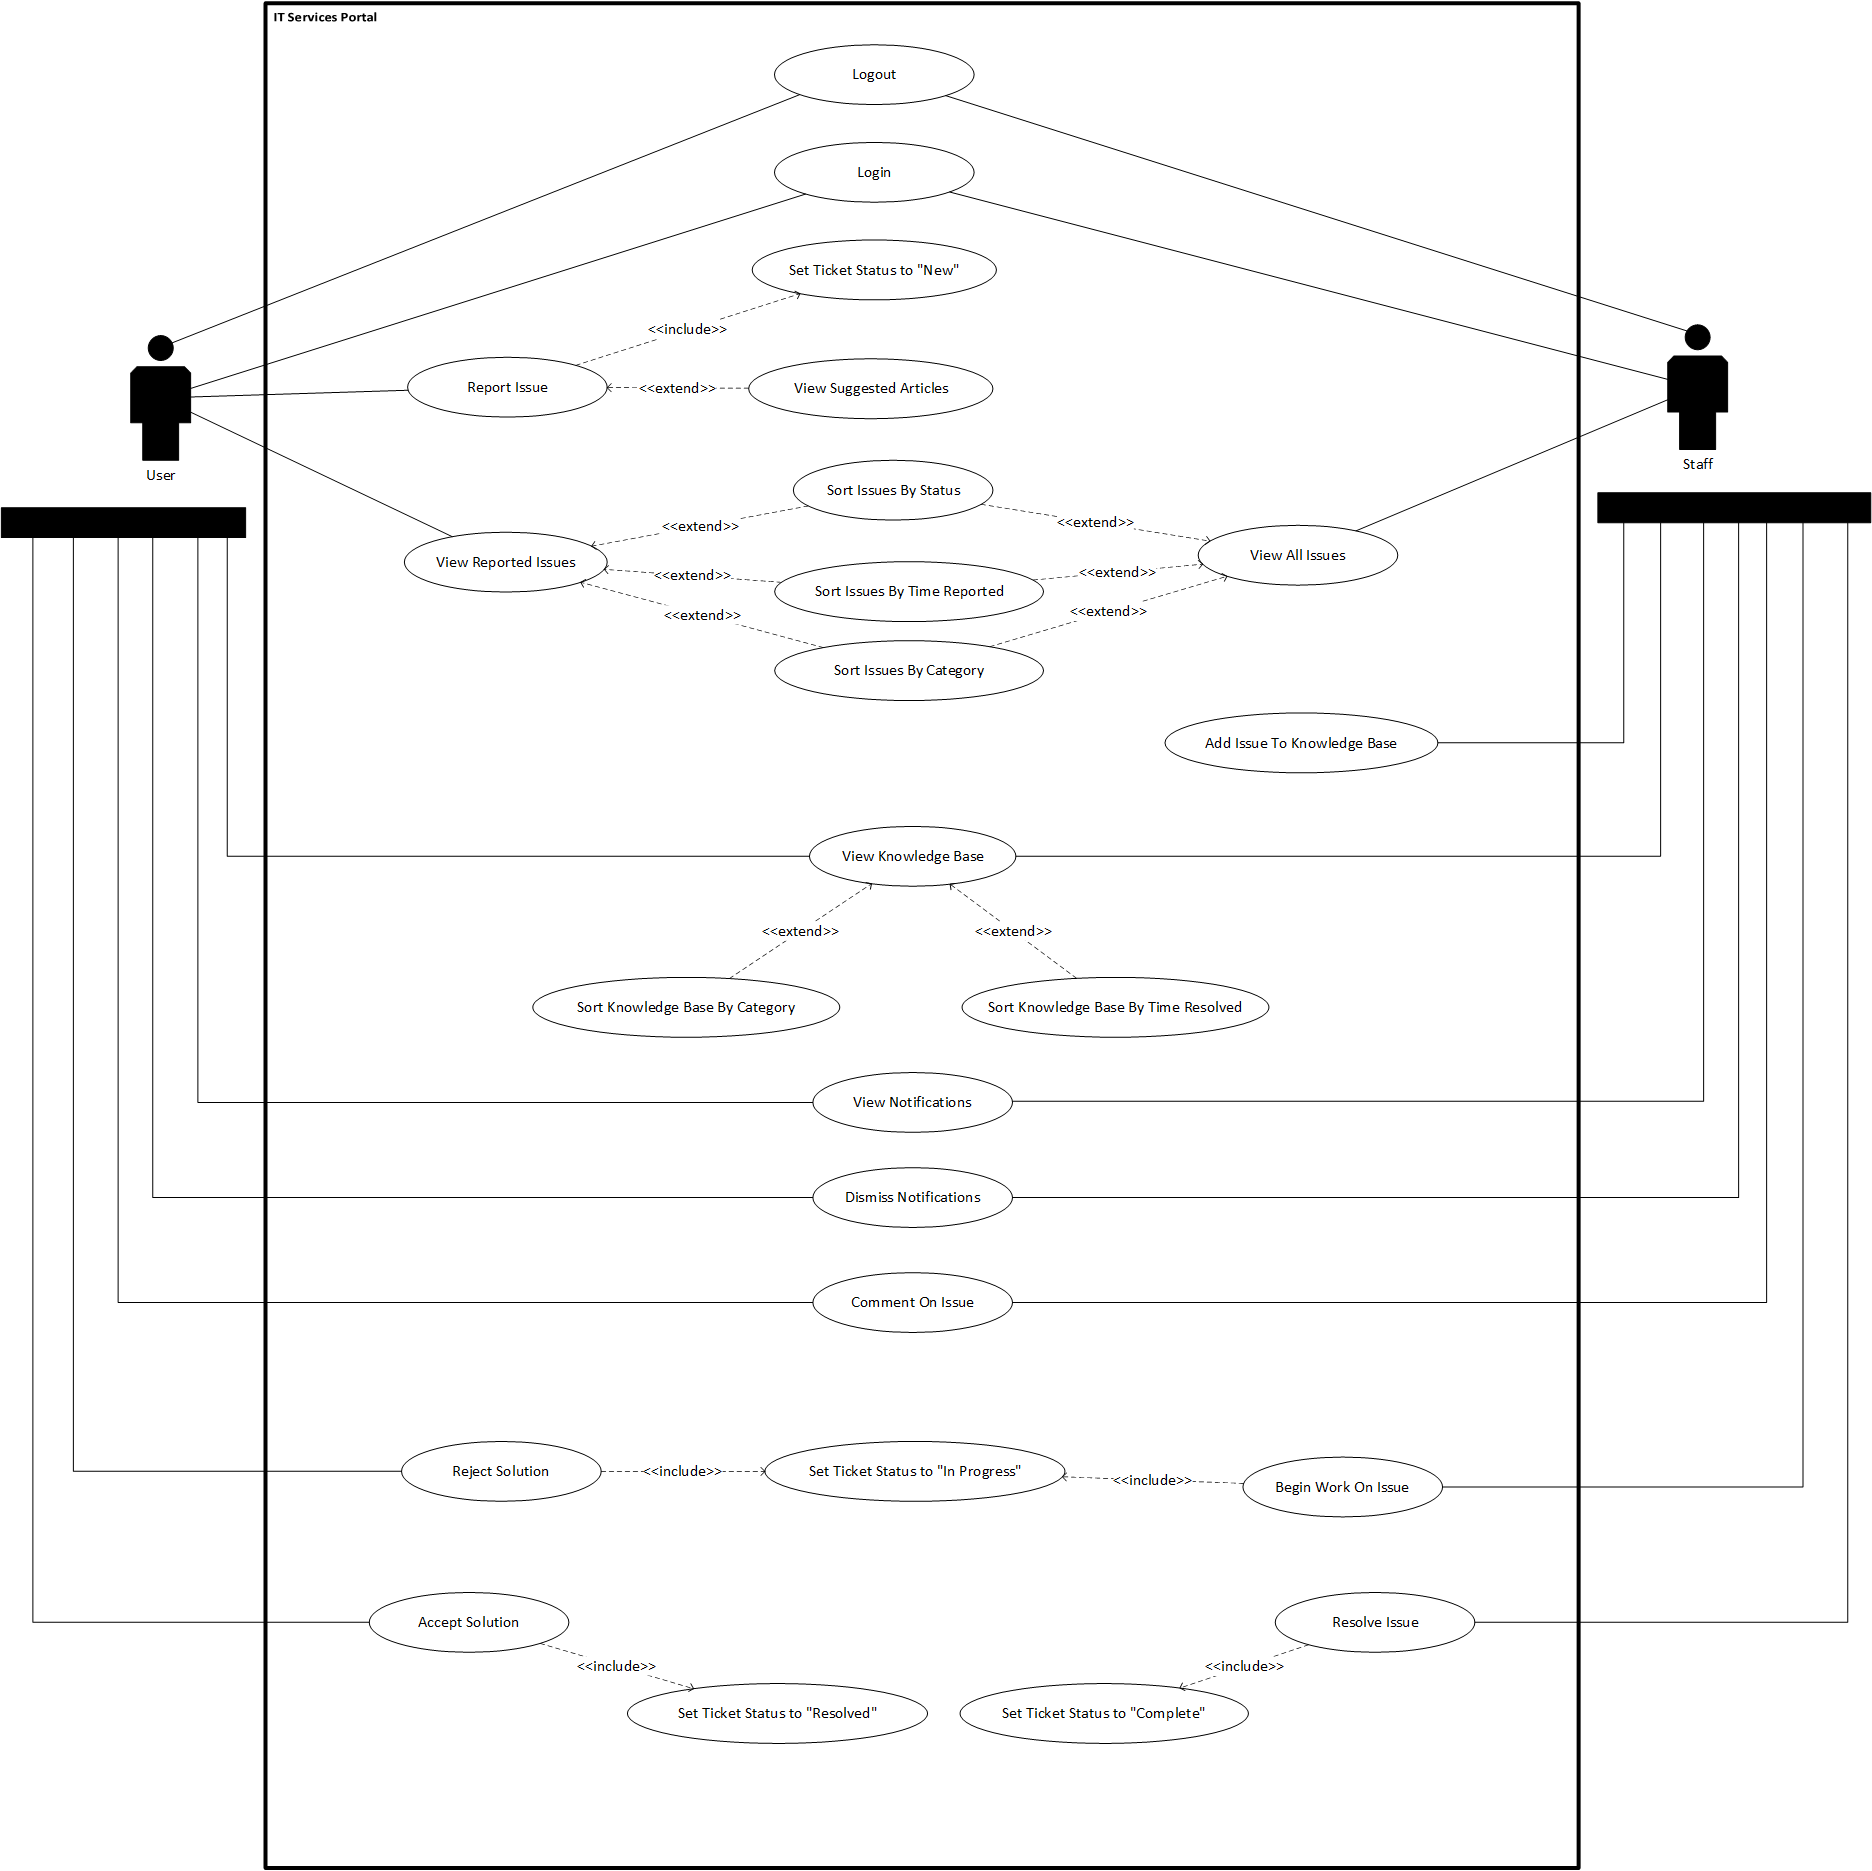 IT Services Portal
Logout
Login
Set Ticket Status to "New"
<<include>>
Report Issue
<<extend>>
View Suggested Articles
User
Staff
Sort Issues By Status
<<extend>>
<<extend>>
View Reported Issues
View All Issues
<<extend>>
<<extend>>
Sort Issues By Time Reported
<<extend>>
<<extend>>
Sort Issues By Category
Add Issue To Knowledge Base
View Knowledge Base
<<extend>>
<<extend>>
Sort Knowledge Base By Category
Sort Knowledge Base By Time Resolved
View Notifications
Dismiss Notifications
Comment On Issue
Reject Solution
<<include>>
Set Ticket Status to "In Progress"
<<include>>
Begin Work On Issue
Accept Solution
Resolve Issue
<<include>>
<<include>>
Set Ticket Status to "Resolved"
Set Ticket Status to "Complete"